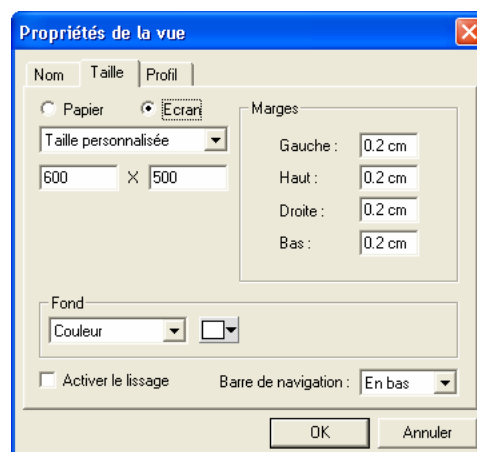 Propriétés de la vue
Nom Taille Profil
Papier Ecran
Marges
Taille personnalisée
Gauche : 0.2 cm
600 X 500
Haut : 0.2 cm
Droite : 0.2 cm
Bas : 0.2 cm
Fond
Couleur
Activer le lissage Barre de navigation : En bas
OK Annuler